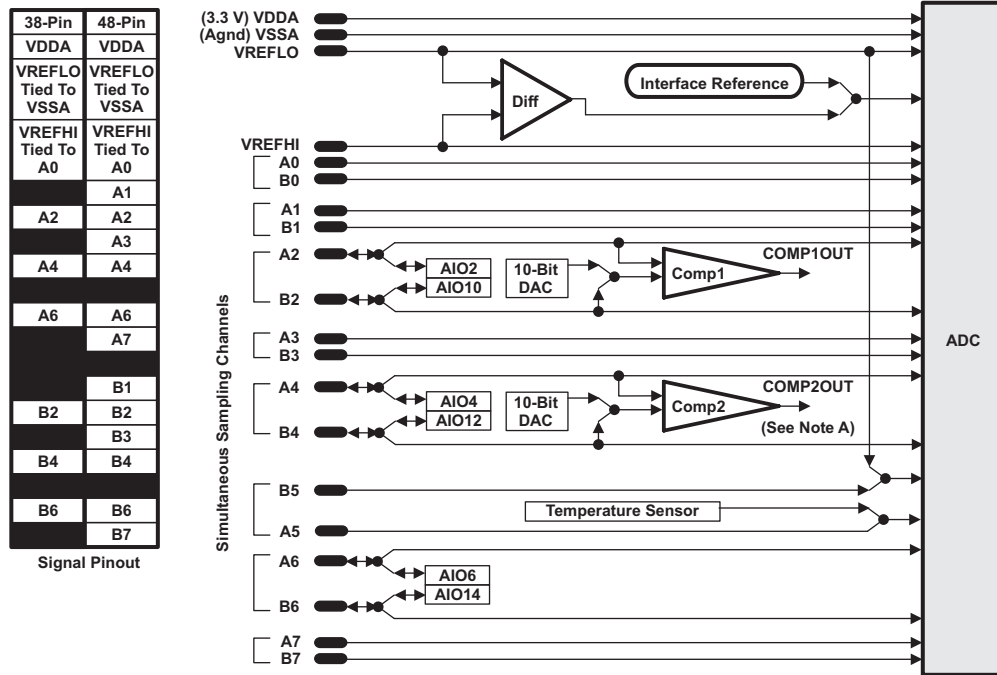 38-Pin 48-Pin
VDDA VDDA
VREFLO VREFLO
Tied To Tied To
VSSA VSSA
VREFHI VREFHI
Tied To Tied To
A0 A0
A1
A2 A2
A3
A4 A4
A6 A6
A7
B1
B2 B2
B3
B4 B4
B6 B6
B7
Signal Pinout
Simultaneous Sampling Channels
(3.3 V) VDDA
(Agnd) VSSA
VREFLO
Diff
Interface Reference
VREFHI
A0
B0
A1
B1
A2
AIO2
AIO10
10-Bit
DAC
Comp1
COMP1OUT
B2
A3
B3
A4
AIO4
AIO12
10-Bit
DAC
Comp2
COMP2OUT
(See Note A)
B4
B5
Temperature Sensor
A5
A6
AIO6
AIO14
B6
A7
B7
ADC